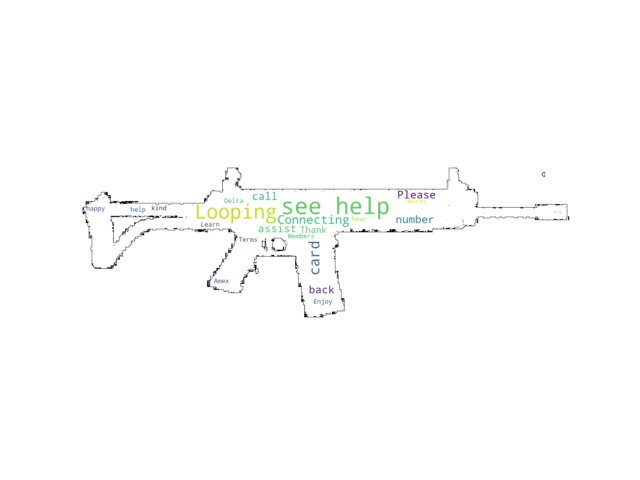 Please
call
Delta
words
see help
happy
help
kind
Looping
Connecting
hear
number
Learn
assist
Thank
Members
Terms
card
Amex
back
Enjoy